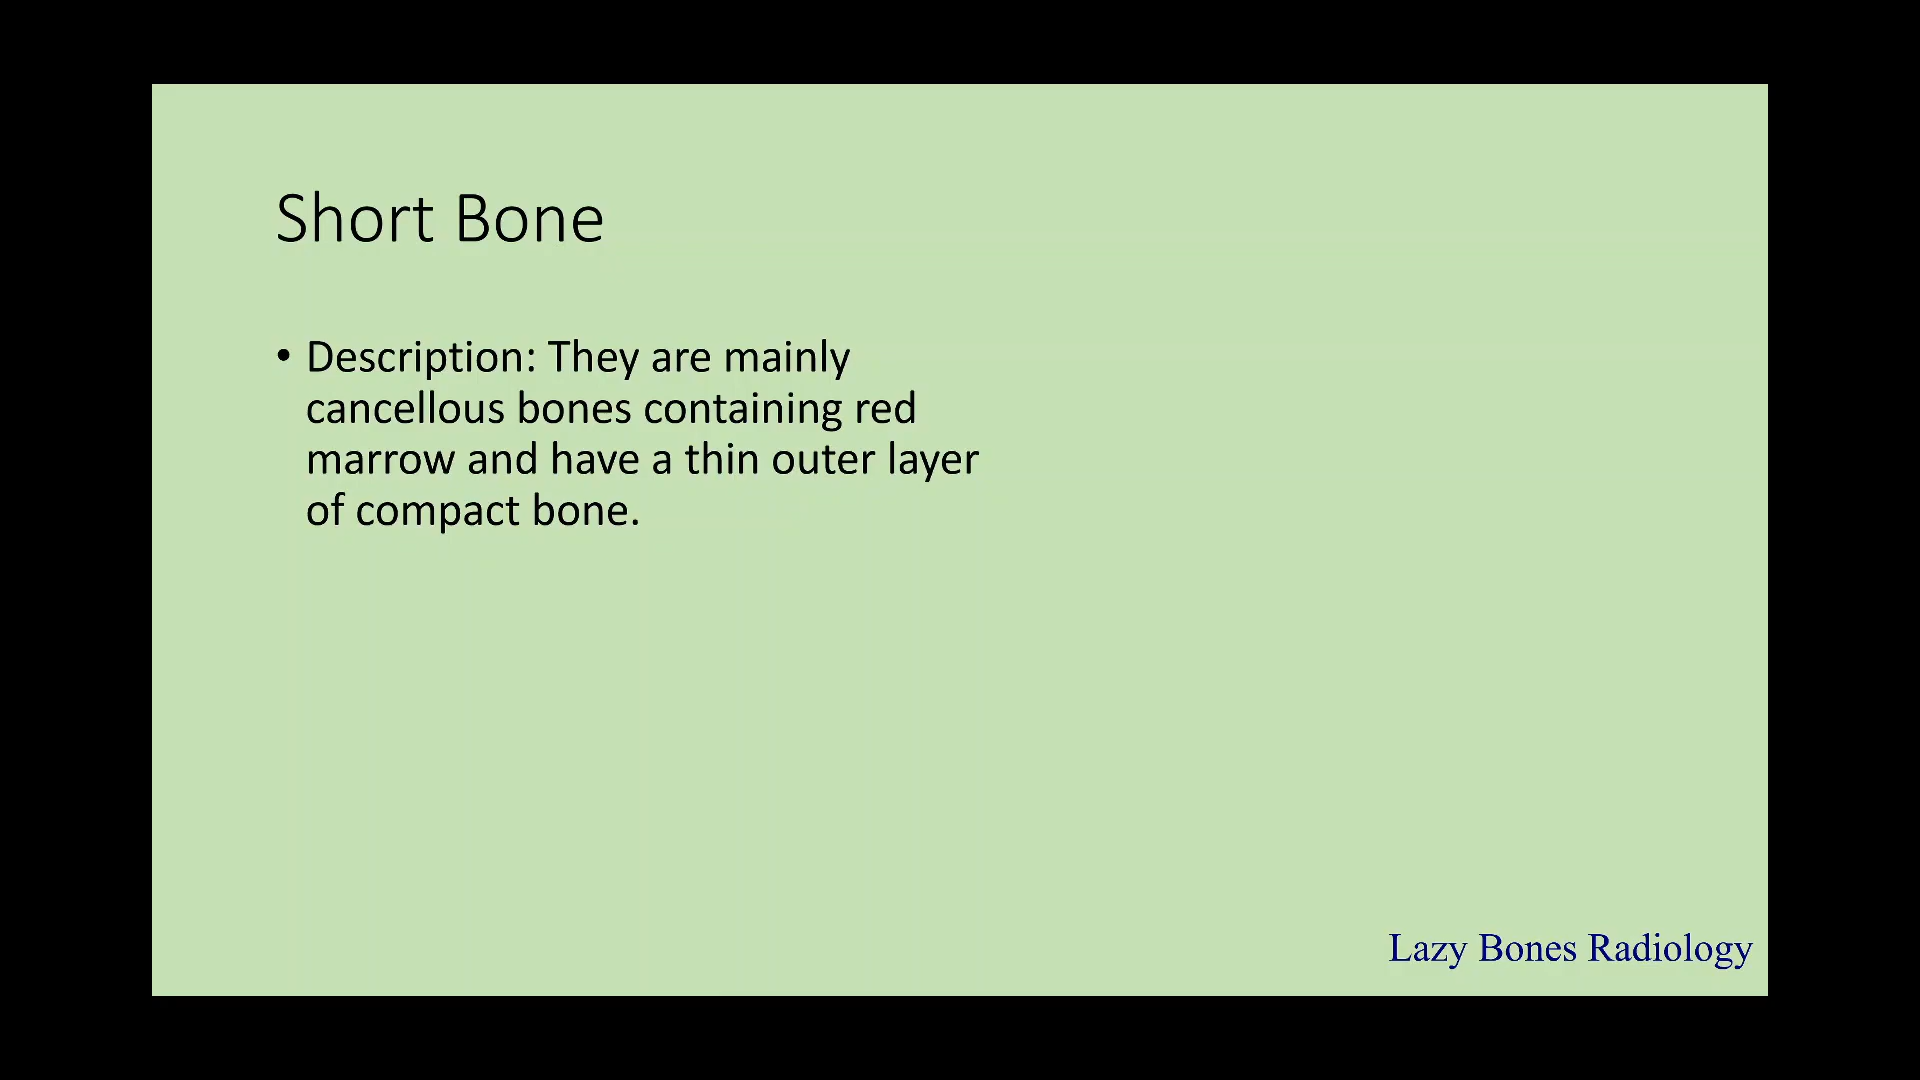 Short Bone
• Description: They are mainly
cancellous bones containing red
marrow and have a thin outer layer
of compact bone.
Lazy Bones Radiology